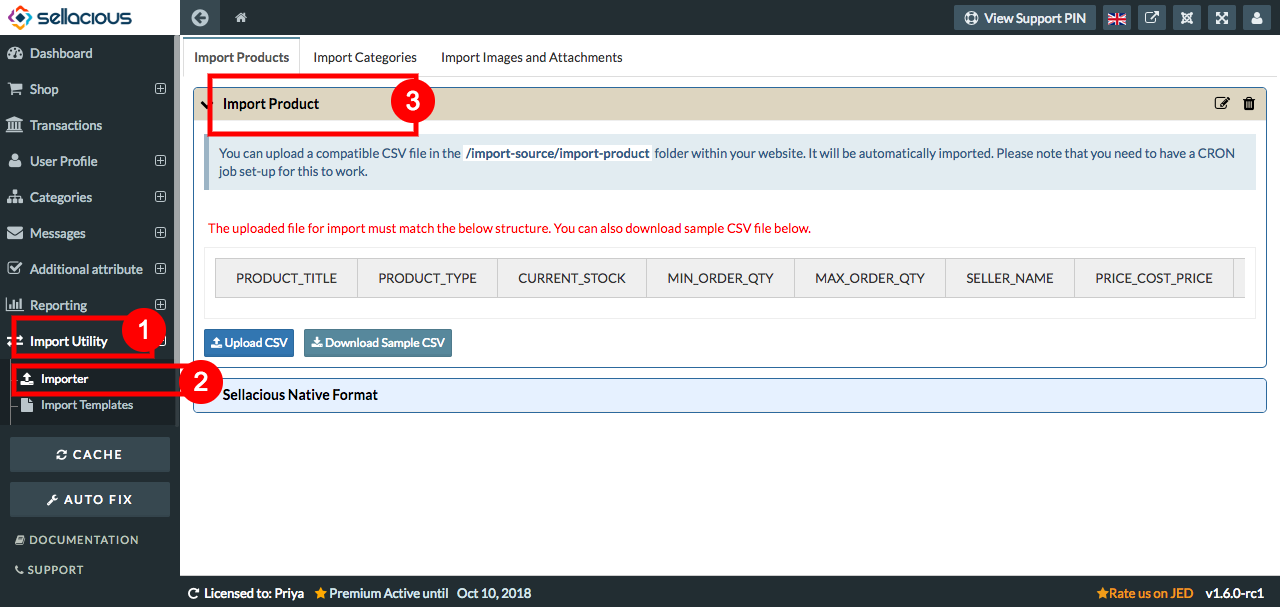 sellacious
View Support PIN
Dashboard
Shop
Transactions
User Profile
Categories
Messages
Additional attribute
Reporting
Import Utility
1
Importer
2
Import Templates
CACHE
AUTO FIX
DOCUMENTATION
SUPPORT
Import Products Import Categories Import Images and Attachments
Import Product
3
You can upload a compatible CSV file in the /import-source/import-product folder within your website. It will be automatically imported. Please note that you need to have a CRON
job set-up for this to work.
The uploaded file for import must match the below structure. You can also download sample CSV file below.
PRODUCT_TITLE PRODUCT_TYPE CURRENT_STOCK MIN_ORDER_QTY MAX_ORDER_QTY SELLER_NAME PRICE_COST_PRICE
Upload CSV Download Sample CSV
Sellacious Native Format
Licensed to: Priya Premium Active until Oct 10, 2018 Rate us on JED v1.6.0-rc1